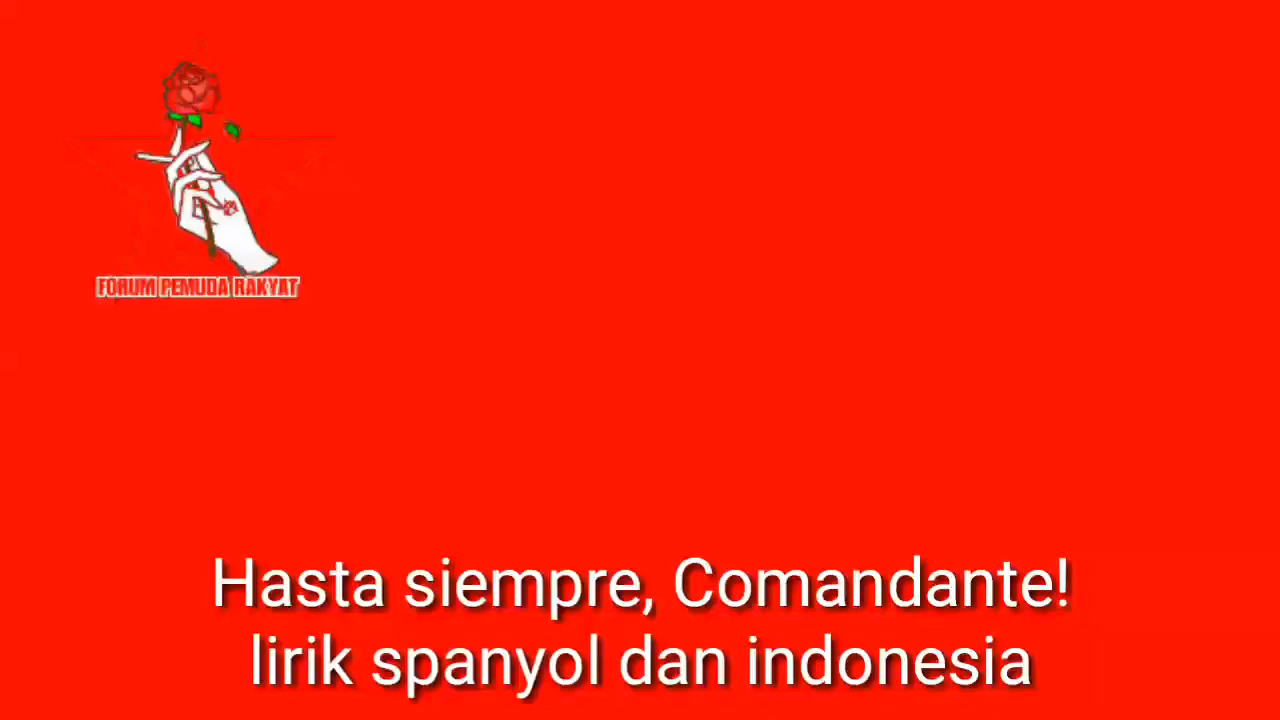 FORUM PEMUDA RAKYAT
Hasta siempre, Comandante!
lirik spanyol dan indonesia